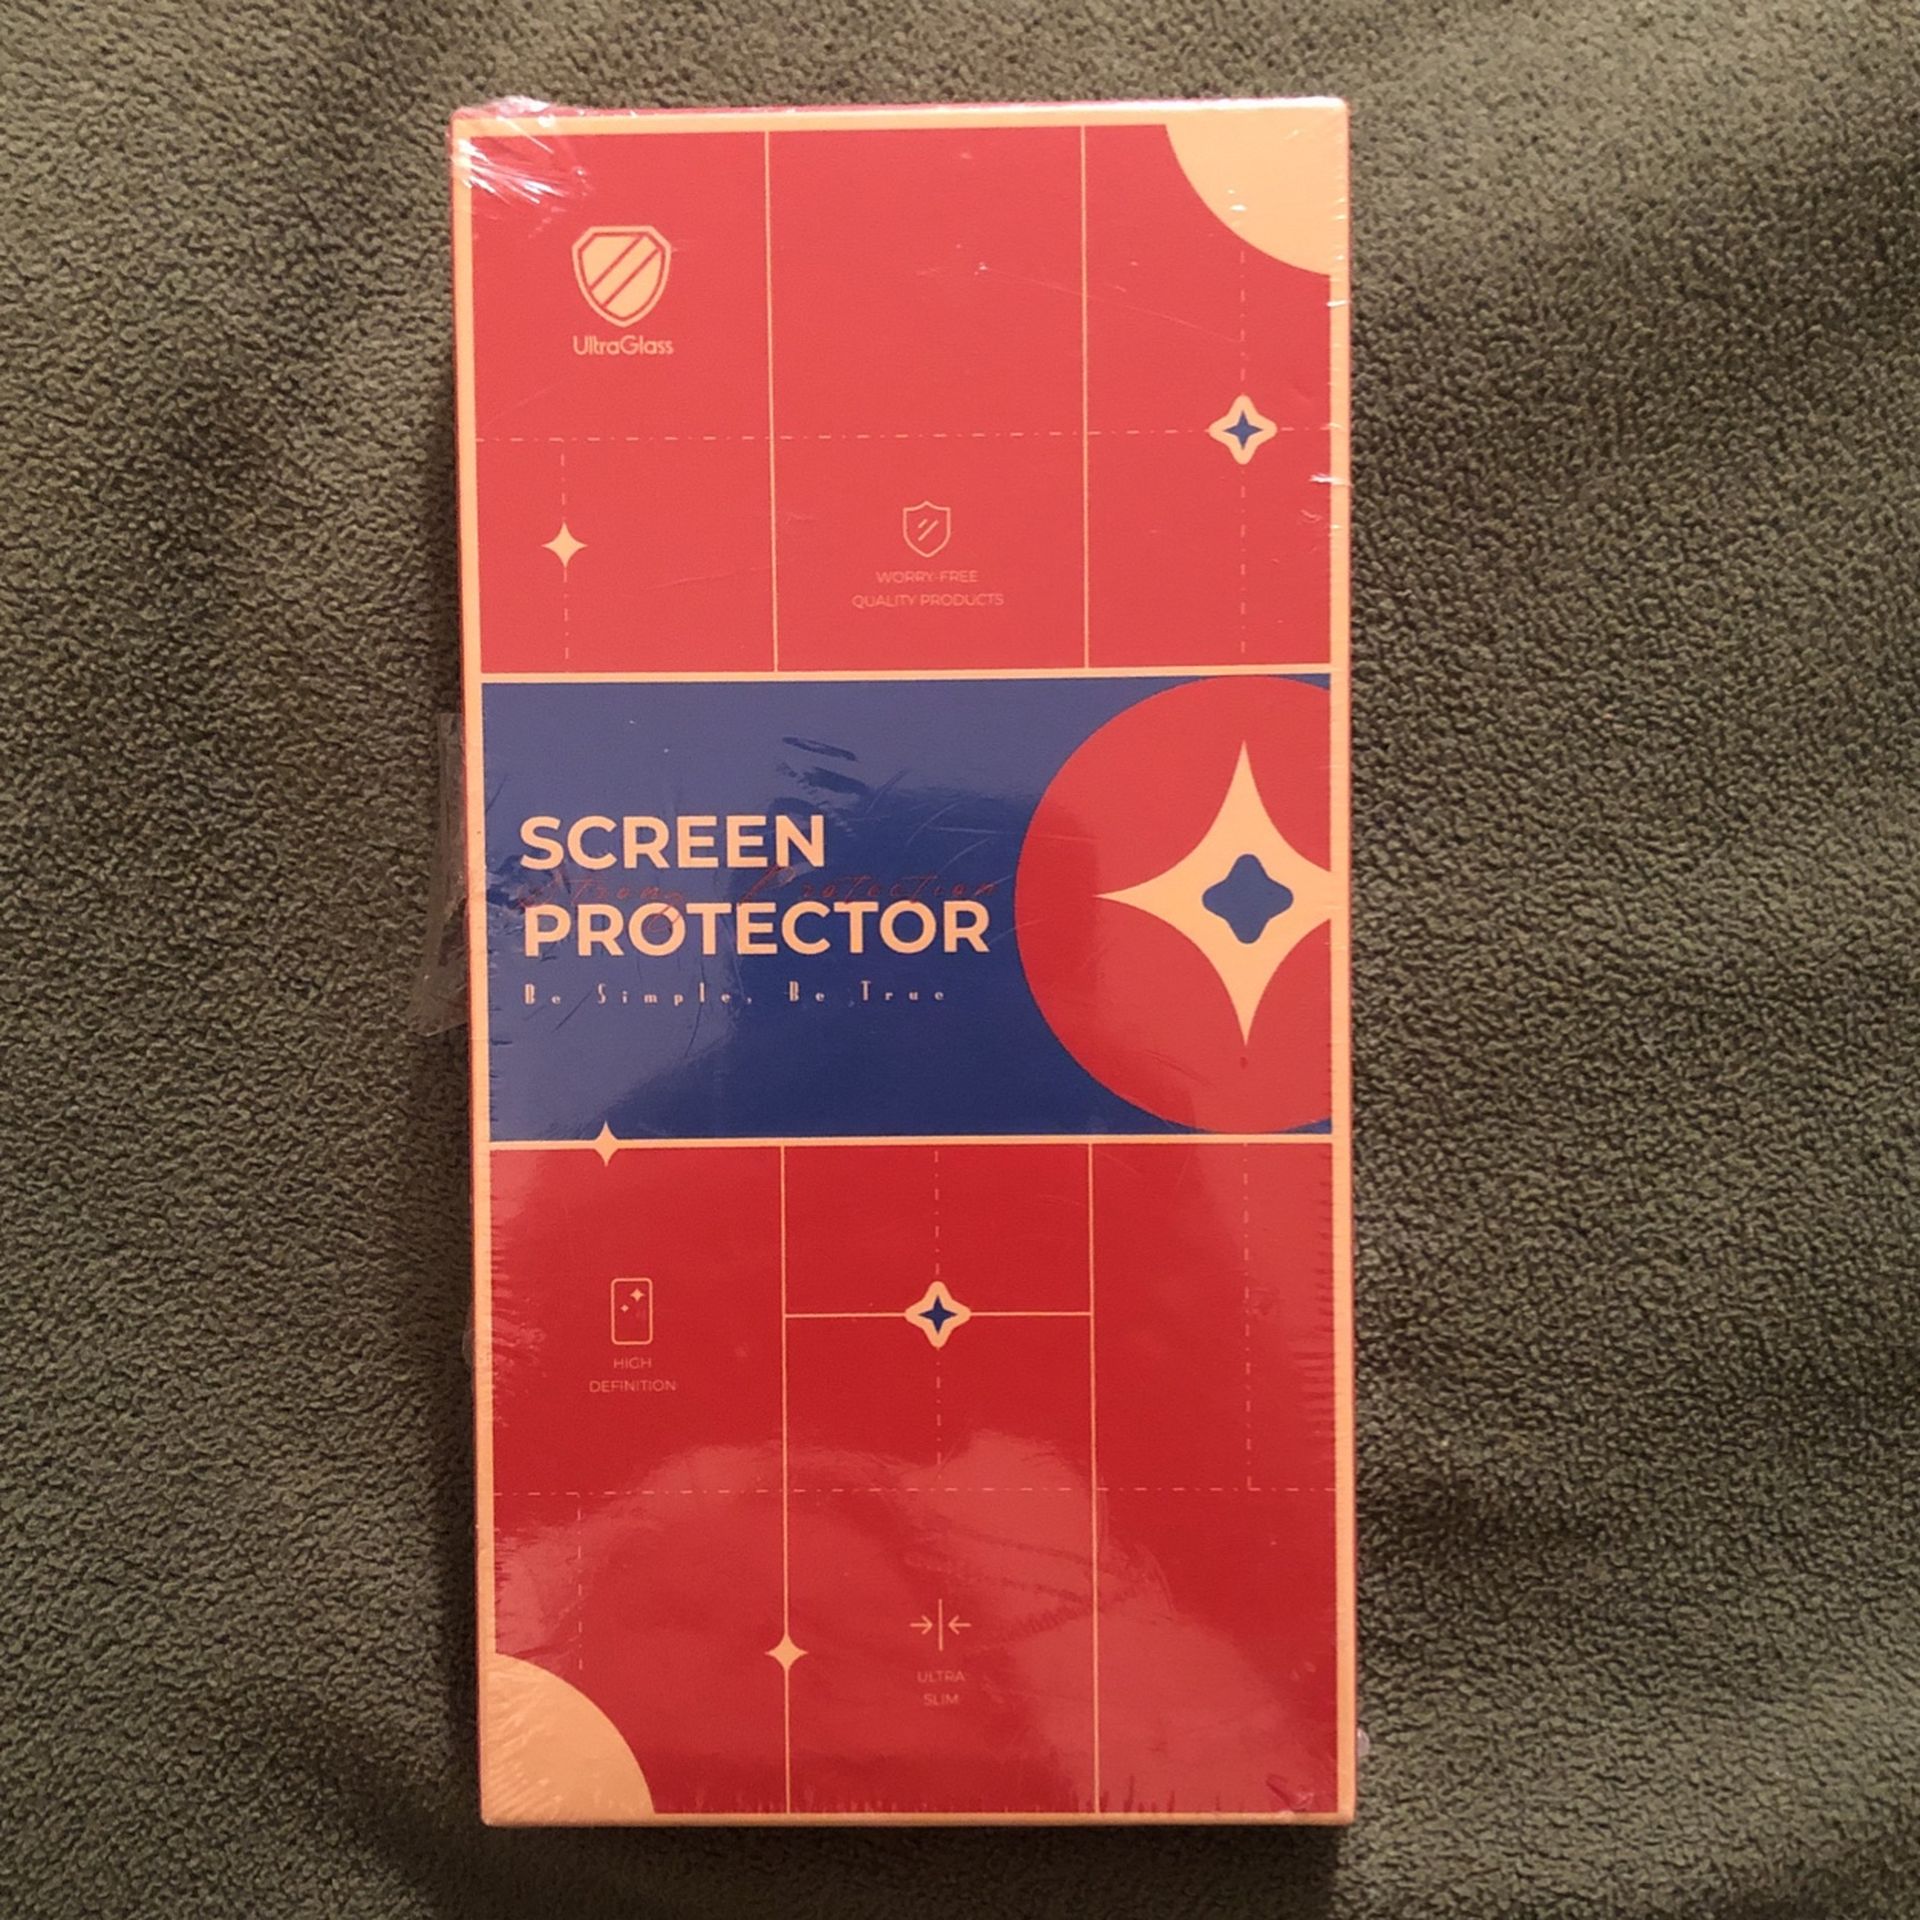 UltraGlass
WORRY-FREE
QUALITY PRODUCTS
SCREEN
Strong Protection
PROTECTOR
Be Simple, Be True
HIGH
DEFINITION
ULTRA
SLIM